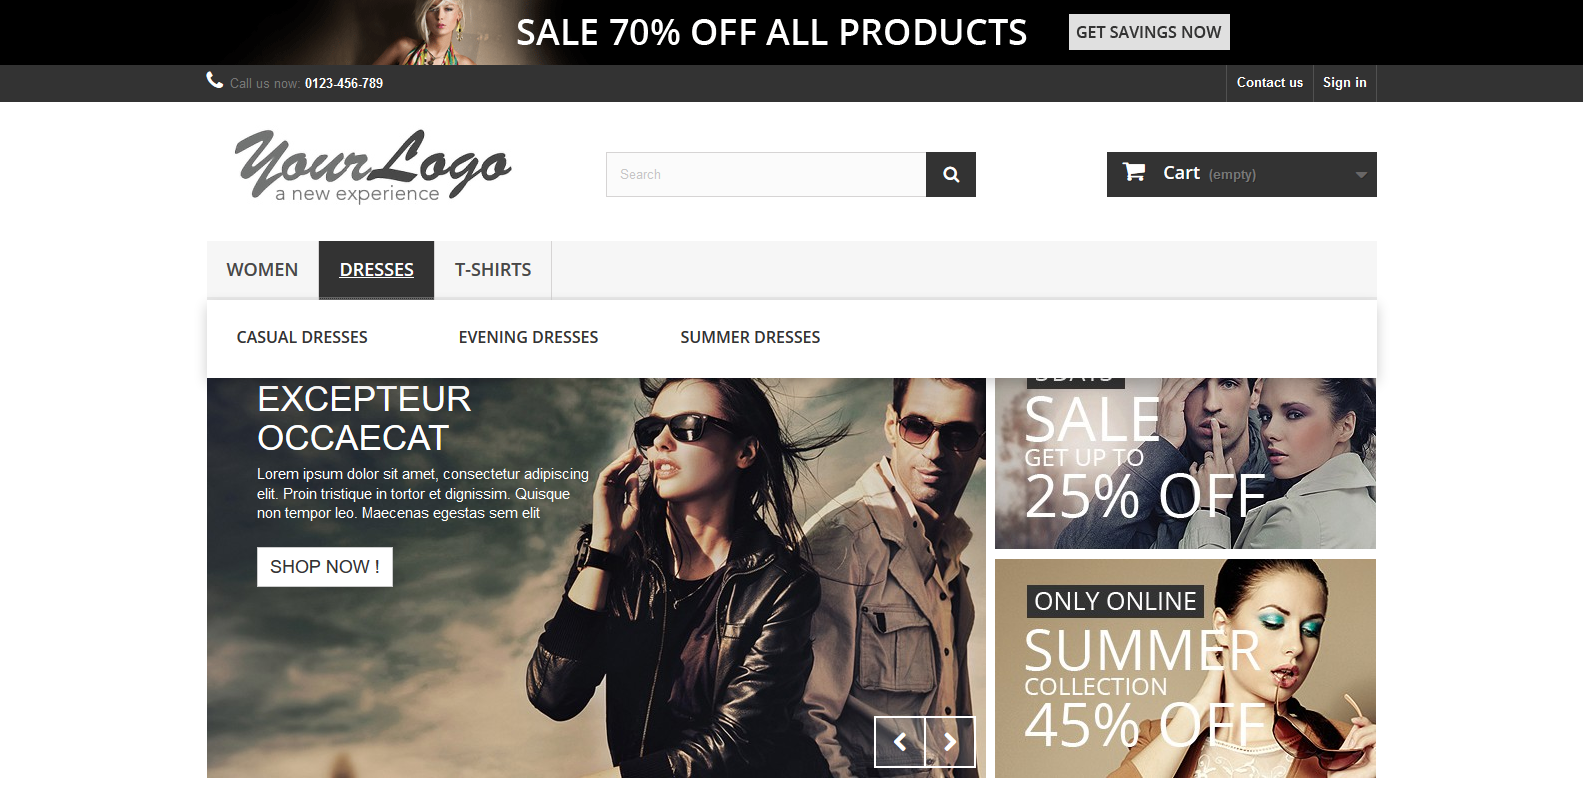 SALE 70% OFF ALL PRODUCTS
GET SAVINGS NOW
Call us now: 0123-456-789
Contact us
Sign in
YourLogo
a new experience
Search
Cart (empty)
WOMEN
DRESSES
T-SHIRTS
CASUAL DRESSES
EVENING DRESSES
SUMMER DRESSES
EXCEPTEUR
OCCAECAT
Lorem ipsum dolor sit amet, consectetur adipiscing
elit. Proin tristique in tortor et dignissim. Quisque
non tempor leo. Maecenas egestas sem elit
SHOP NOW !
SALE
GET UP TO
25% OFF
ONLY ONLINE
SUMMER
COLLECTION
45% OFF